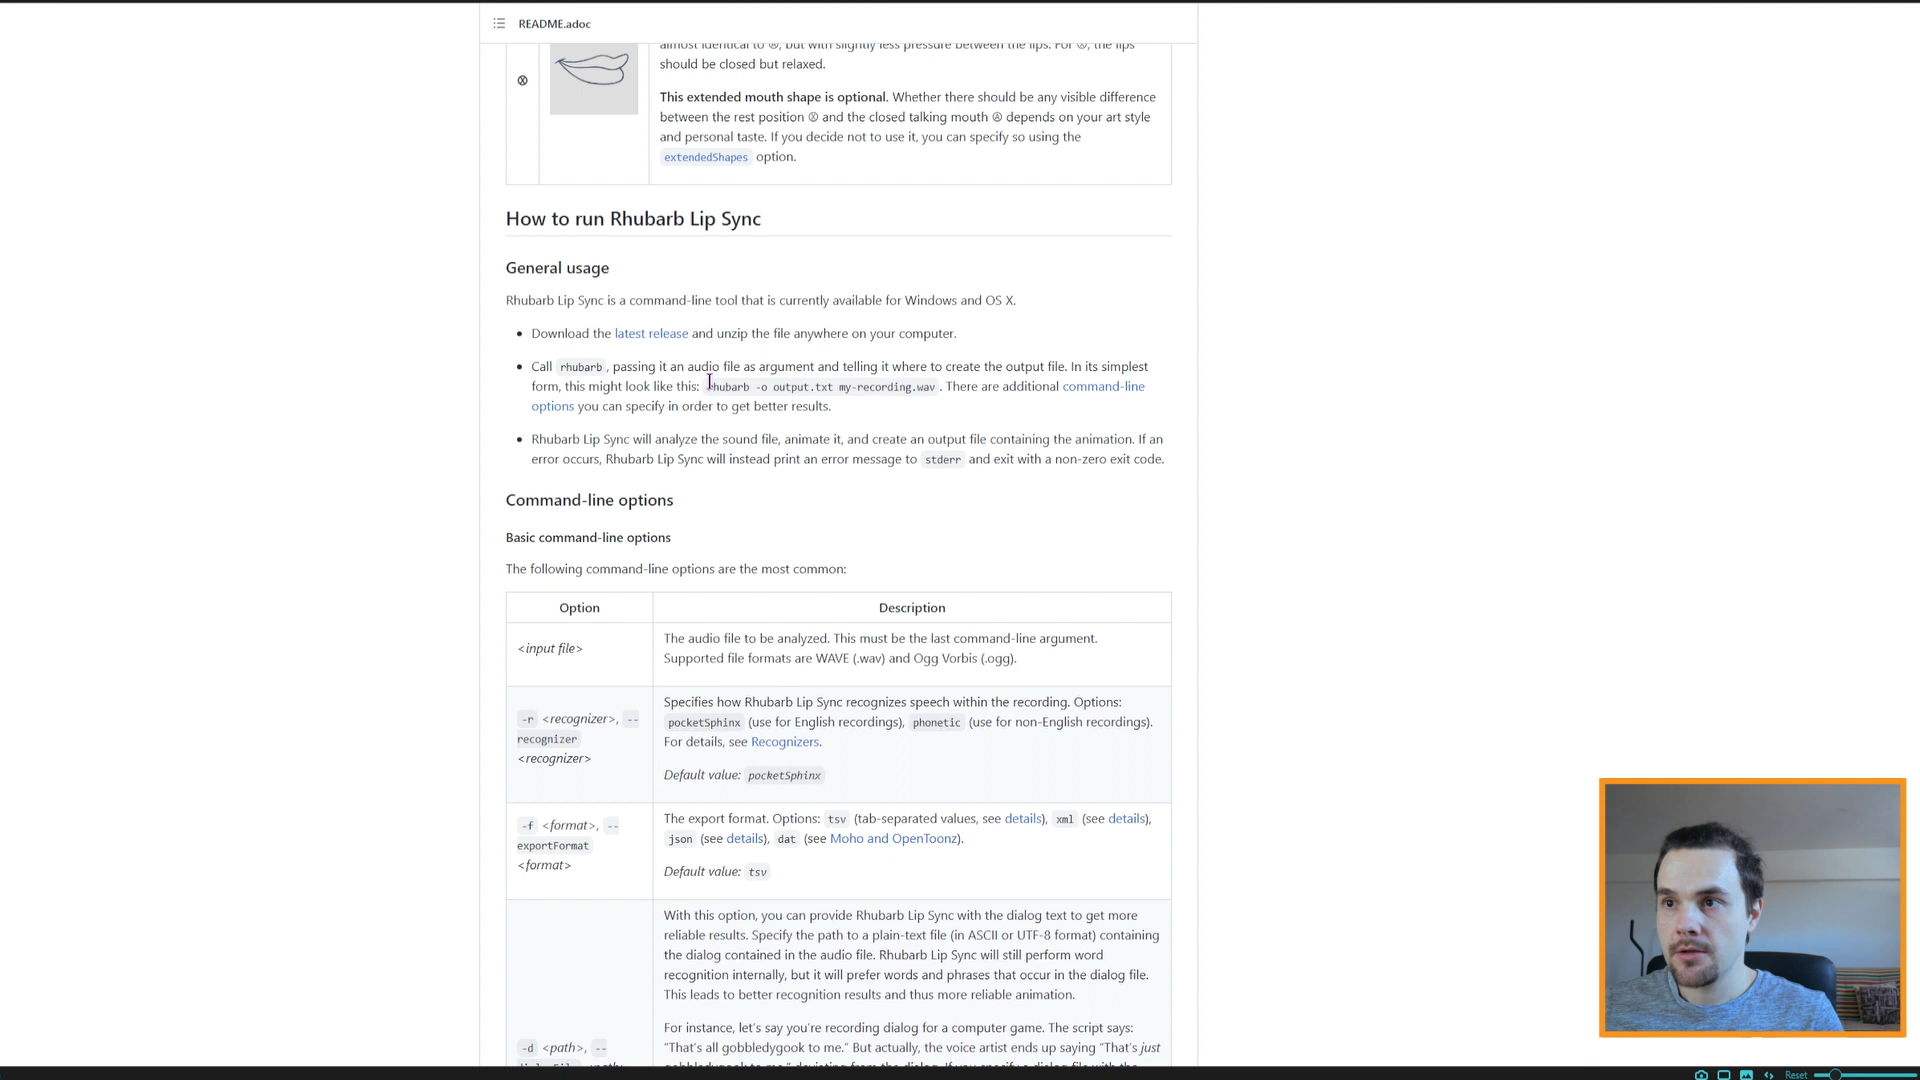 README.adoc
almost identical to Ⓐ, but with slightly less pressure between the lips. For Ⓧ, the lips
should be closed but relaxed.
Ⓧ
This extended mouth shape is optional. Whether there should be any visible difference
between the rest position Ⓧ and the closed talking mouth Ⓐ depends on your art style
and personal taste. If you decide not to use it, you can specify so using the
extendedShapes option.
How to run Rhubarb Lip Sync
General usage
Rhubarb Lip Sync is a command-line tool that is currently available for Windows and OS X.
• Download the latest release and unzip the file anywhere on your computer.
• Call rhubarb, passing it an audio file as argument and telling it where to create the output file. In its simplest
form, this might look like this: rhubarb -o output.txt my-recording.wav. There are additional command-line
options you can specify in order to get better results.
• Rhubarb Lip Sync will analyze the sound file, animate it, and create an output file containing the animation. If an
error occurs, Rhubarb Lip Sync will instead print an error message to stderr and exit with a non-zero exit code.
Command-line options
Basic command-line options
The following command-line options are the most common:
Option Description
<input file>
The audio file to be analyzed. This must be the last command-line argument.
Supported file formats are WAVE (.wav) and Ogg Vorbis (.ogg).
-r <recognizer>, --
recognizer
<recognizer>
Specifies how Rhubarb Lip Sync recognizes speech within the recording. Options:
pocketSphinx (use for English recordings), phonetic (use for non-English recordings).
For details, see Recognizers.
Default value: pocketSphinx
-f <format>, --
exportFormat
<format>
The export format. Options: tsv (tab-separated values, see details), xml (see details),
json (see details), dat (see Moho and OpenToonz).
Default value: tsv
With this option, you can provide Rhubarb Lip Sync with the dialog text to get more
reliable results. Specify the path to a plain-text file (in ASCII or UTF-8 format) containing
the dialog contained in the audio file. Rhubarb Lip Sync will still perform word
recognition internally, but it will prefer words and phrases that occur in the dialog file.
This leads to better recognition results and thus more reliable animation.
For instance, let's say you're recording dialog for a computer game. The script says:
"That's all gobbledygook to me." But actually, the voice artist ends up saying "That's just
-d <path>, --
Reset